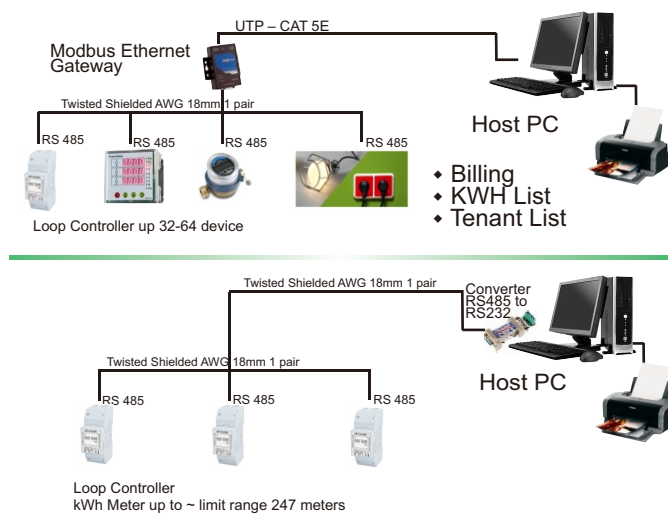 UTP – CAT 5E
Modbus Ethernet
Gateway
Twisted Shielded AWG 18mm 1 pair
RS 485
RS 485
RS 485
RS 485
Host PC
Loop Controller up 32-64 device
◆ Billing
◆ KWH List
◆ Tenant List
Twisted Shielded AWG 18mm 1 pair
Converter
RS485 to
RS232
Twisted Shielded AWG 18mm 1 pair
Host PC
RS 485
RS 485
RS 485
Loop Controller
kWh Meter up to ~ limit range 247 meters